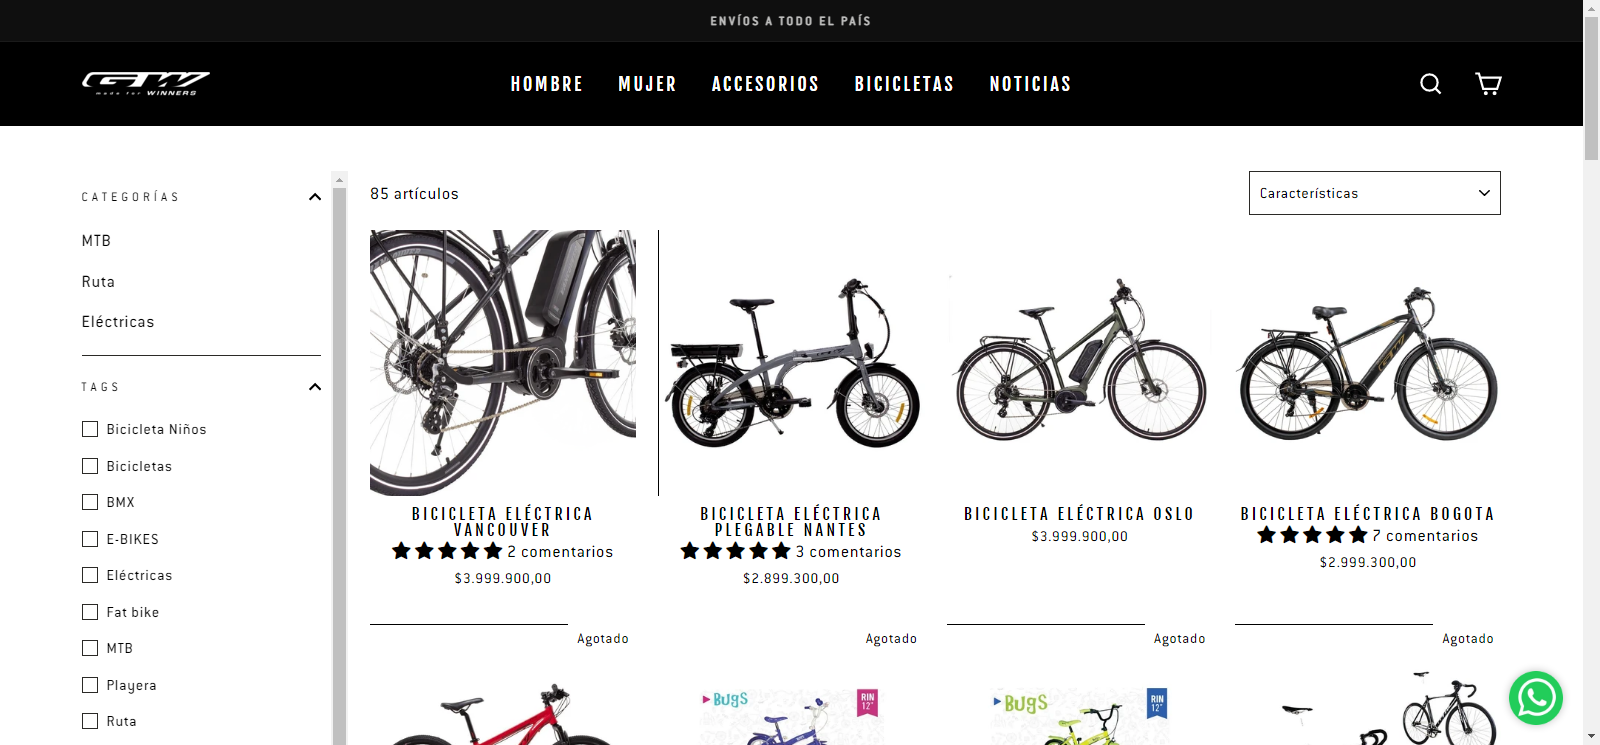 ENVÍOS A TODO EL PAÍS
GW
made for WINNERS
HOMBRE
MUJER
ACCESORIOS
BICICLETAS
NOTICIAS
CATEGORÍAS
MTB
Ruta
Eléctricas
TAGS
Bicicleta Niños
Bicicletas
BMX
E-BIKES
Eléctricas
Fat bike
MTB
Playera
Ruta
85 artículos
Características
BICICLETA ELÉCTRICA
VANCOUVER
2 comentarios
$3.999.900,00
BICICLETA ELÉCTRICA
PLEGABLE NANTES
3 comentarios
$2.899.300,00
BICICLETA ELÉCTRICA OSLO
$3.999.900,00
BICICLETA ELÉCTRICA BOGOTA
7 comentarios
$2.999.300,00
Agotado
Agotado
Agotado
Agotado
BUGS
RIN
12"
BUGS
RIN
12"